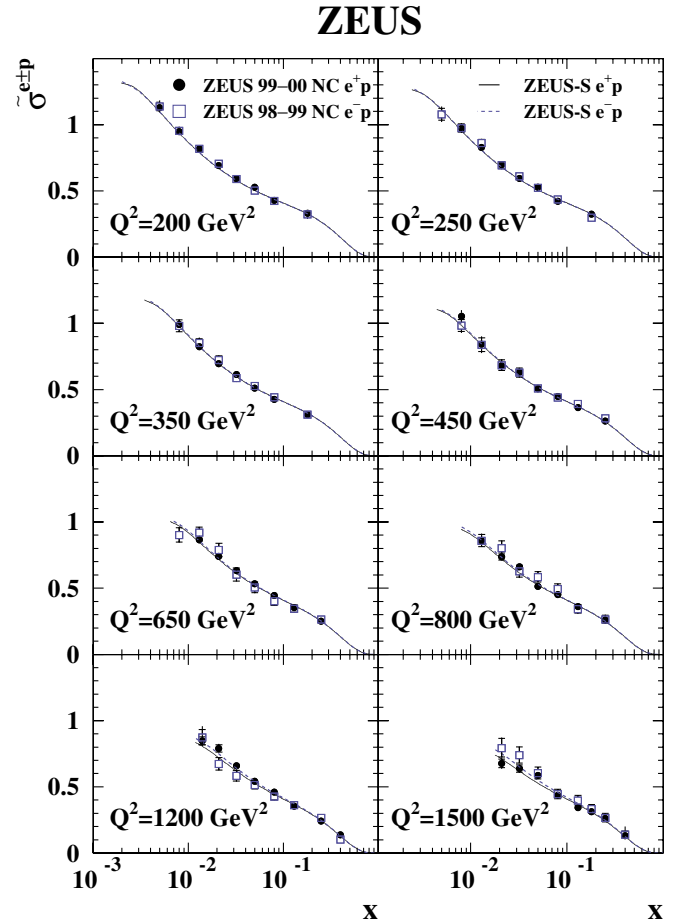 ZEUS
σ̃ᵉ±ᵖ
ZEUS 99–00 NC e⁺p
ZEUS 98–99 NC e⁻p
ZEUS-S e⁺p
ZEUS-S e⁻p
1
0.5
0
Q²=200 GeV²
Q²=250 GeV²
1
0.5
0
Q²=350 GeV²
Q²=450 GeV²
1
0.5
0
Q²=650 GeV²
Q²=800 GeV²
1
0.5
0
Q²=1200 GeV²
Q²=1500 GeV²
10⁻³ 10⁻² 10⁻¹ 10⁻² 10⁻¹
x x